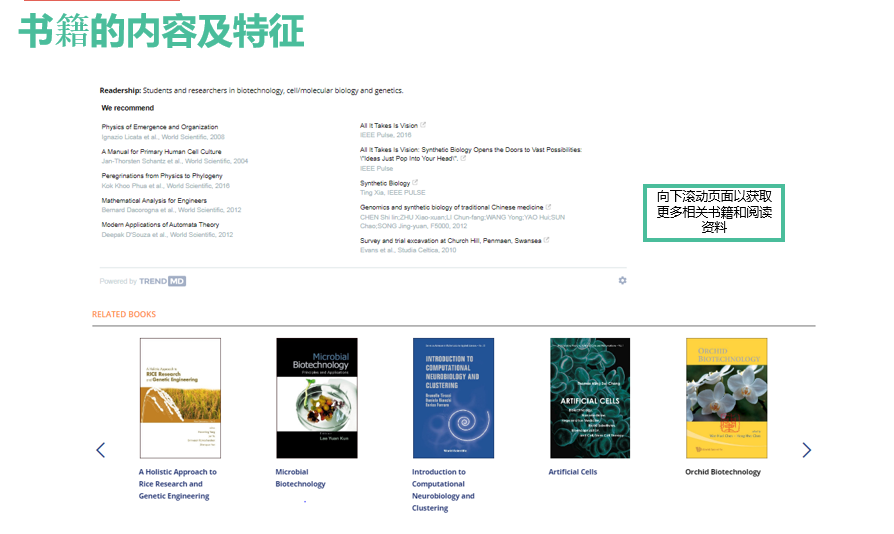 书籍的内容及特征
Readership: Students and researchers in biotechnology, cell/molecular biology and genetics.
We recommend
Physics of Emergence and Organization
Ignazio Licata et al., World Scientific, 2008
A Manual for Primary Human Cell Culture
Jan-Thorsten Schantz et al., World Scientific, 2004
Peregrinations from Physics to Phylogeny
Kok Khoo Phua et al., World Scientific, 2016
Mathematical Analysis for Engineers
Bernard Dacorogna et al., World Scientific, 2012
Modern Applications of Automata Theory
Deepak D'Souza et al., World Scientific, 2012
All It Takes Is Vision
IEEE Pulse, 2016
All It Takes Is Vision: Synthetic Biology Opens the Doors to Vast Possibilities:
\"Ideas Just Pop Into Your Head\".
IEEE Pulse
Synthetic Biology
Ting Xia, IEEE PULSE
Genomics and synthetic biology of traditional Chinese medicine
CHEN Shi lin;ZHU Xiao-xuan;LI Chun-fang;WANG Yong;YAO Hui;SUN
Chao;SONG Jing-yuan, F5000, 2012
Survey and trial excavation at Church Hill, Penmaen, Swansea
Evans et al., Studia Celtica, 2010
向下滚动页面以获取
更多相关书籍和阅读
资料
Powered by TREND MD
RELATED BOOKS
RICE Research
and Genetic Engineering
Microbial
Biotechnology
Principles and Applications
Lee Yuan Kun
INTRODUCTION TO
COMPUTATIONAL
NEUROBIOLOGY AND
CLUSTERING
ARTIFICIAL CELLS
ORCHID
BIOTECHNOLOGY
A Holistic Approach to
Rice Research and
Genetic Engineering
Microbial
Biotechnology
Introduction to
Computational
Neurobiology and
Clustering
Artificial Cells
Orchid Biotechnology